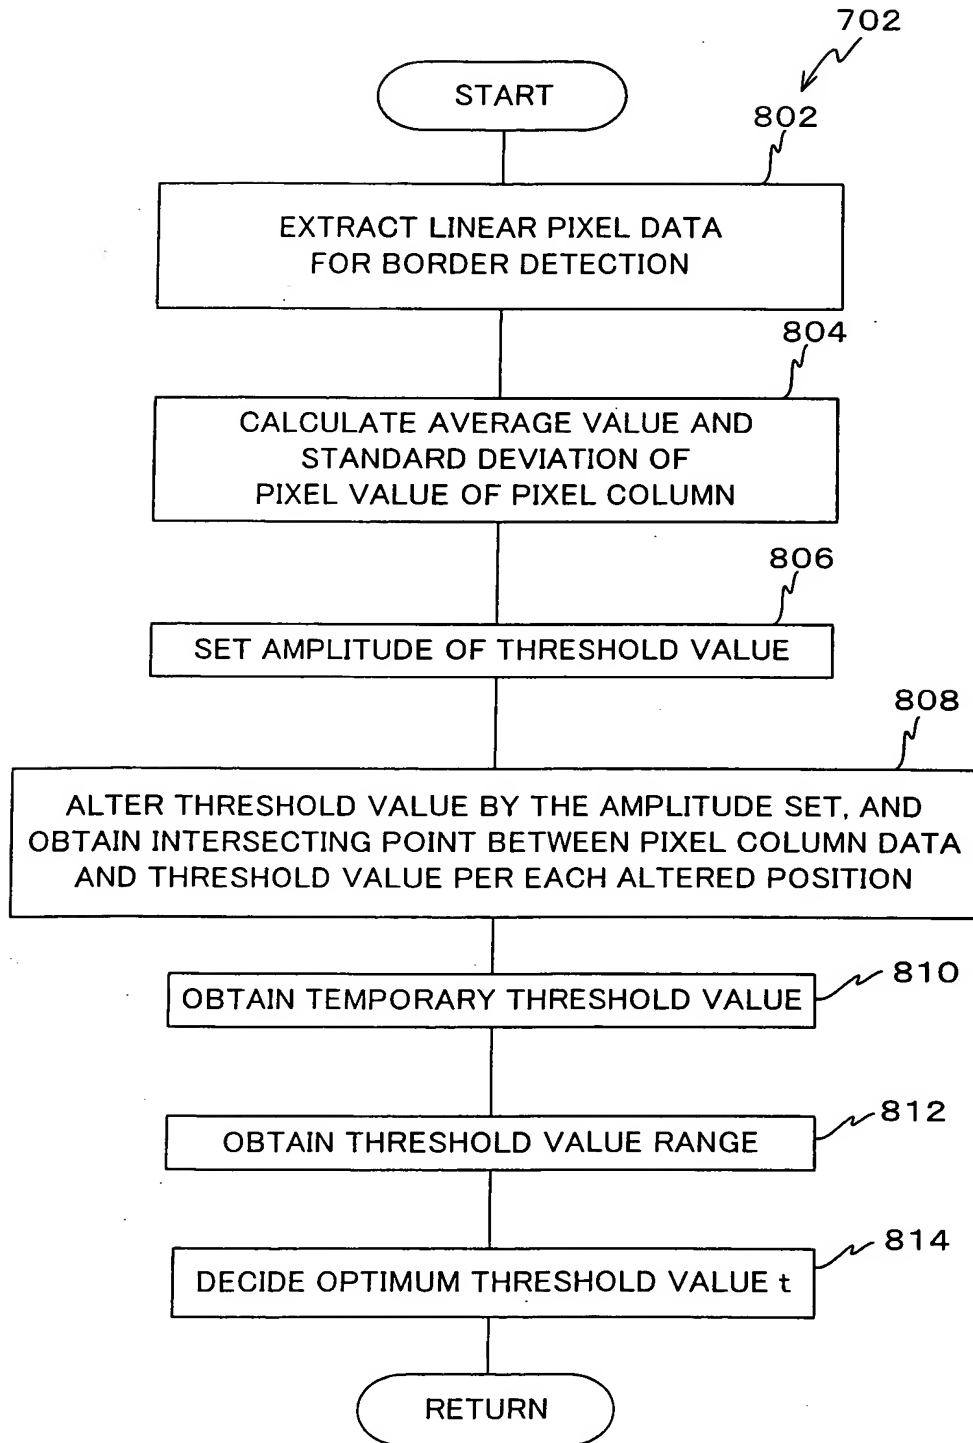 702
START
802
EXTRACT LINEAR PIXEL DATA
FOR BORDER DETECTION
804
CALCULATE AVERAGE VALUE AND
STANDARD DEVIATION OF
PIXEL VALUE OF PIXEL COLUMN
806
SET AMPLITUDE OF THRESHOLD VALUE
808
ALTER THRESHOLD VALUE BY THE AMPLITUDE SET, AND
OBTAIN INTERSECTING POINT BETWEEN PIXEL COLUMN DATA
AND THRESHOLD VALUE PER EACH ALTERED POSITION
810
OBTAIN TEMPORARY THRESHOLD VALUE
812
OBTAIN THRESHOLD VALUE RANGE
814
DECIDE OPTIMUM THRESHOLD VALUE t
RETURN